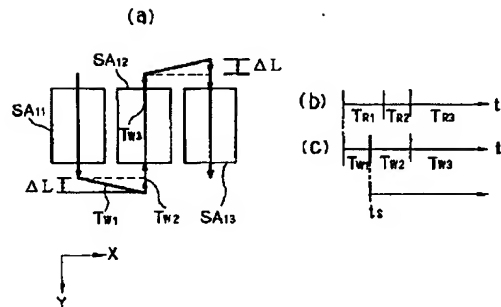 (a)
SA12
ΔL
SA11
TW3
(b)
TR1 TR2 TR3 t
(c)
TW1 TW2 TW3 t
ts
ΔL
TW1 TW2 SA13
X
Y